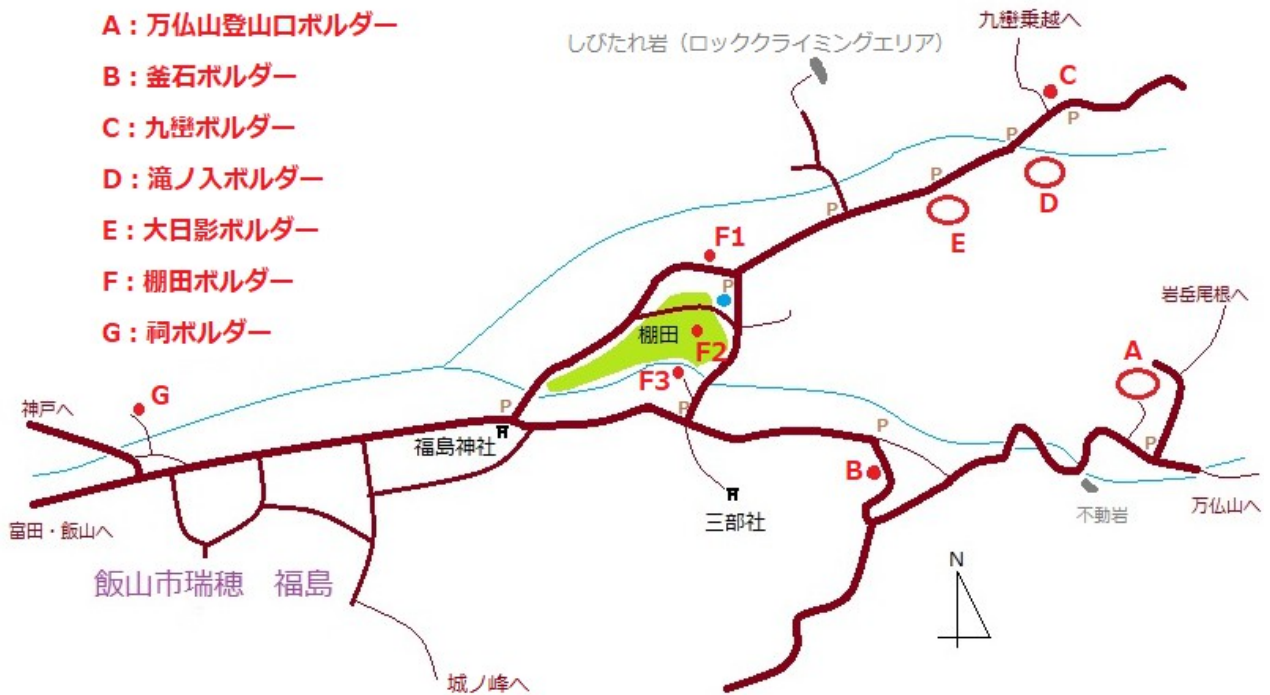 A：万仏山登山口ボルダー
B：釜石ボルダー
C：九巒ボルダー
D：滝ノ入ボルダー
E：大日影ボルダー
F：棚田ボルダー
G：祠ボルダー
しびたれ岩（ロッククライミングエリア）
九巒乗越へ
C
P
P
P
D
E
P
F1
P
棚田
F2
F3
岩岳尾根へ
A
G
神戸へ
P
福島神社
P
P
P
B
三部社
不動岩
万仏山へ
富田・飯山へ
飯山市瑞穂　福島
N
城ノ峰へ